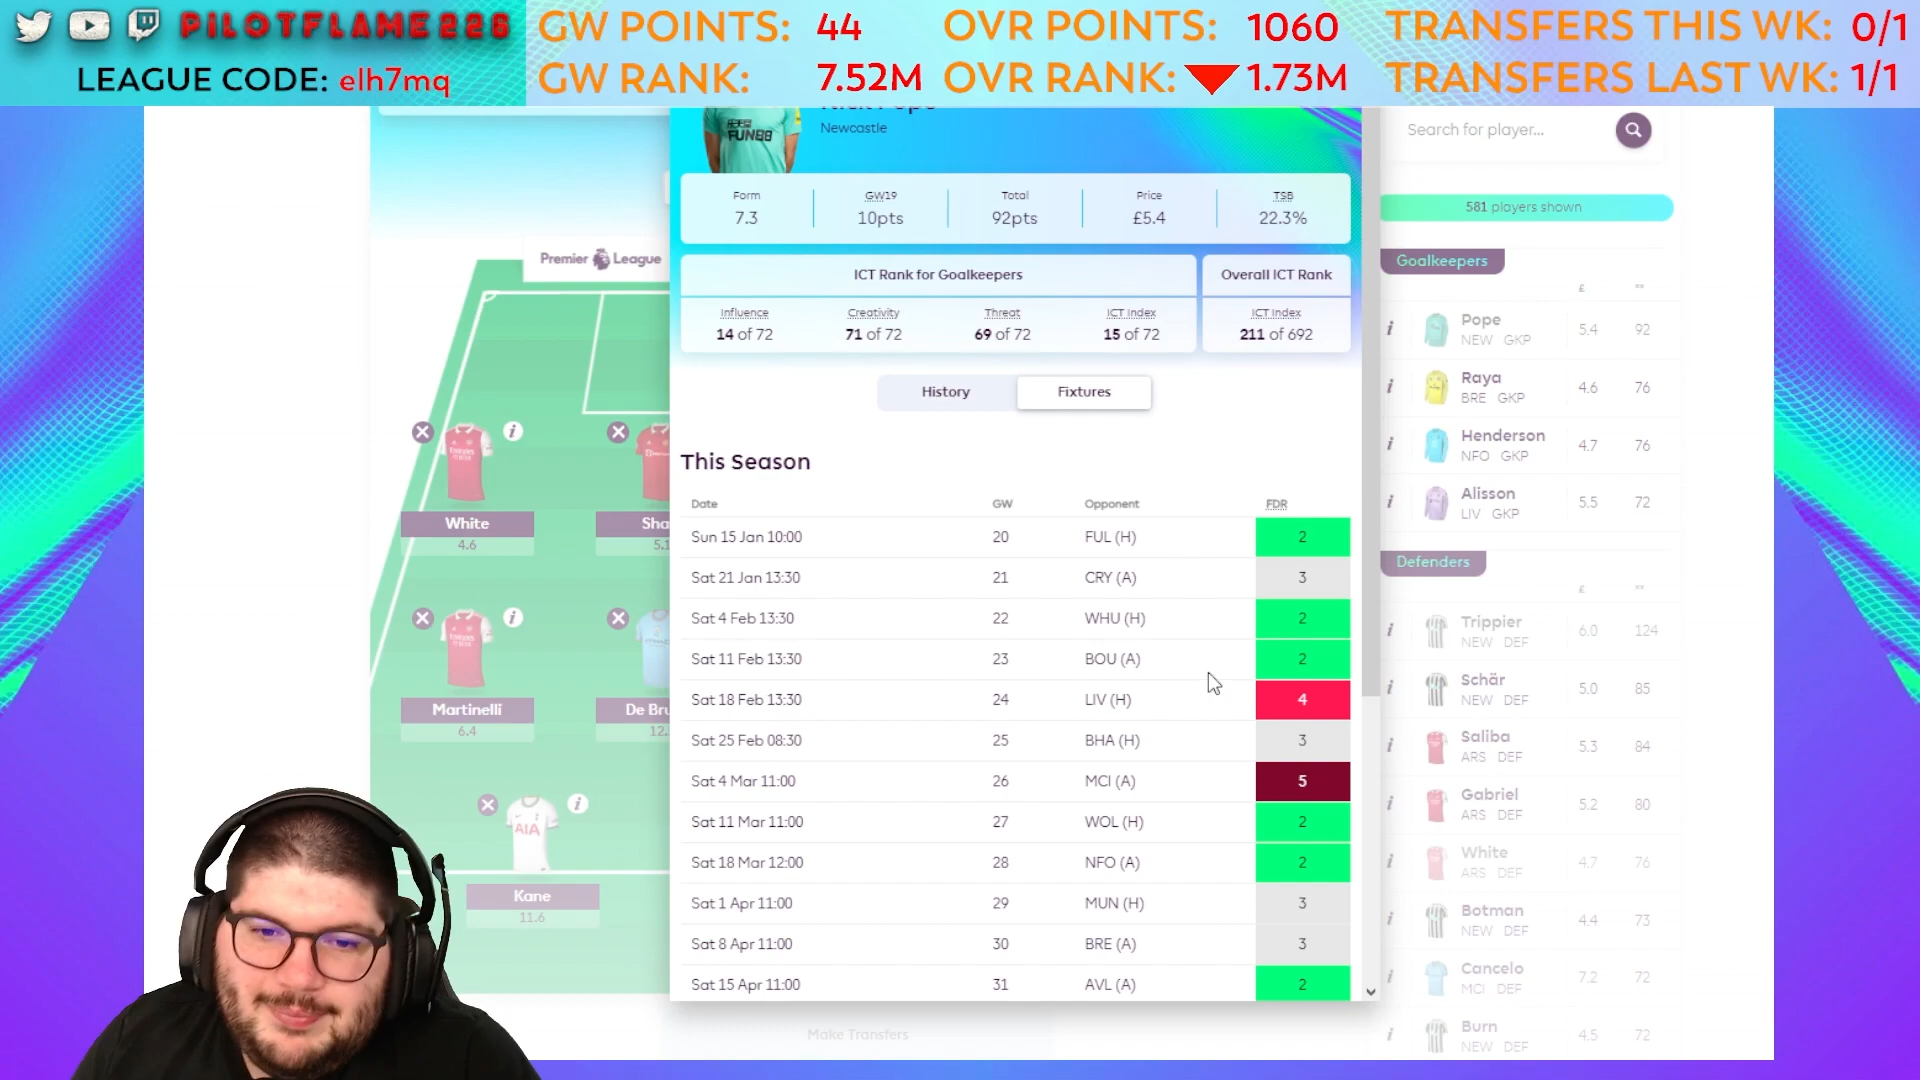 PILOTFLAME226
LEAGUE CODE: elh7mq
GW POINTS: 44
OVR POINTS: 1060
TRANSFERS THIS WK: 0/1
GW RANK: 7.52M
OVR RANK: 1.73M
TRANSFERS LAST WK: 1/1
Newcastle
FUN88
Form
7.3
GW19
10pts
Total
92pts
Price
£5.4
TSB
22.3%
ICT Rank for Goalkeepers
Overall ICT Rank
Influence
14 of 72
Creativity
71 of 72
Threat
69 of 72
ICT Index
15 of 72
ICT Index
211 of 692
History
Fixtures
This Season
Date GW Opponent FDR
Sun 15 Jan 10:00 20 FUL (H) 2
Sat 21 Jan 13:30 21 CRY (A) 3
Sat 4 Feb 13:30 22 WHU (H) 2
Sat 11 Feb 13:30 23 BOU (A) 2
Sat 18 Feb 13:30 24 LIV (H) 4
Sat 25 Feb 08:30 25 BHA (H) 3
Sat 4 Mar 11:00 26 MCI (A) 5
Sat 11 Mar 11:00 27 WOL (H) 2
Sat 18 Mar 12:00 28 NFO (A) 2
Sat 1 Apr 11:00 29 MUN (H) 3
Sat 8 Apr 11:00 30 BRE (A) 3
Sat 15 Apr 11:00 31 AVL (A) 2
Premier League
White
4.6
Sha
5.1
Martinelli
6.4
De Bru
12.
AIA
Kane
11.6
Make Transfers
Search for player...
581 players shown
Goalkeepers
£ **
Pope 5.4 92
NEW GKP
Raya 4.6 76
BRE GKP
Henderson 4.7 76
NFO GKP
Alisson 5.5 72
LIV GKP
Defenders
£ **
Trippier 6.0 124
NEW DEF
Schär 5.0 85
NEW DEF
Saliba 5.3 84
ARS DEF
Gabriel 5.2 80
ARS DEF
White 4.7 76
ARS DEF
Botman 4.4 73
NEW DEF
Cancelo 7.2 72
MCI DEF
Burn 4.5 72
NEW DEF